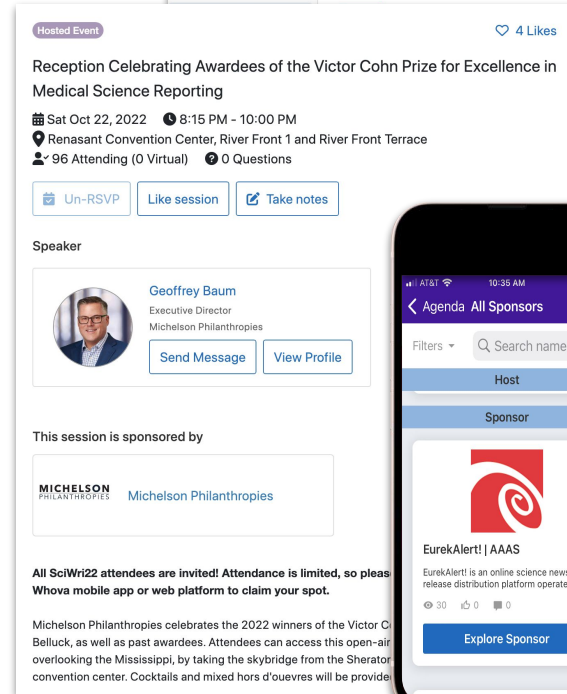 Hosted Event
4 Likes
Reception Celebrating Awardees of the Victor Cohn Prize for Excellence in
Medical Science Reporting
Sat Oct 22, 2022 8:15 PM - 10:00 PM
Renasant Convention Center, River Front 1 and River Front Terrace
96 Attending (0 Virtual) 0 Questions
Un-RSVP Like session Take notes
Speaker
Geoffrey Baum
Executive Director
Michelson Philanthropies
Send Message View Profile
This session is sponsored by
MICHELSON
PHILANTHROPIES
Michelson Philanthropies
All SciWri22 attendees are invited! Attendance is limited, so pleas
Whova mobile app or web platform to claim your spot.
Michelson Philanthropies celebrates the 2022 winners of the Victor C
Belluck, as well as past awardees. Attendees can access this open-air
overlooking the Mississippi, by taking the skybridge from the Sherator
convention center. Cocktails and mixed hors d'ouevres will be provide
AT&T 10:35 AM
Agenda All Sponsors
Filters Search name
Host
Sponsor
EurekAlert! | AAAS
EurekAlert! is an online science news
release distribution platform operate
30 0 0
Explore Sponsor